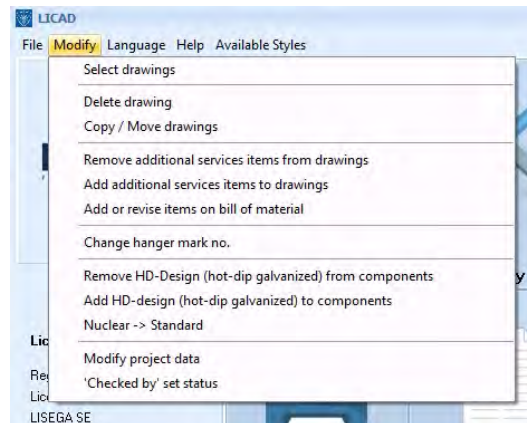 LICAD
File Modify Language Help Available Styles
Select drawings
Delete drawing
Copy / Move drawings
Remove additional services items from drawings
Add additional services items to drawings
Add or revise items on bill of material
Change hanger mark no.
Remove HD-Design (hot-dip galvanized) from components
Add HD-design (hot-dip galvanized) to components
Nuclear -> Standard
Modify project data
'Checked by' set status
LISEGA SE